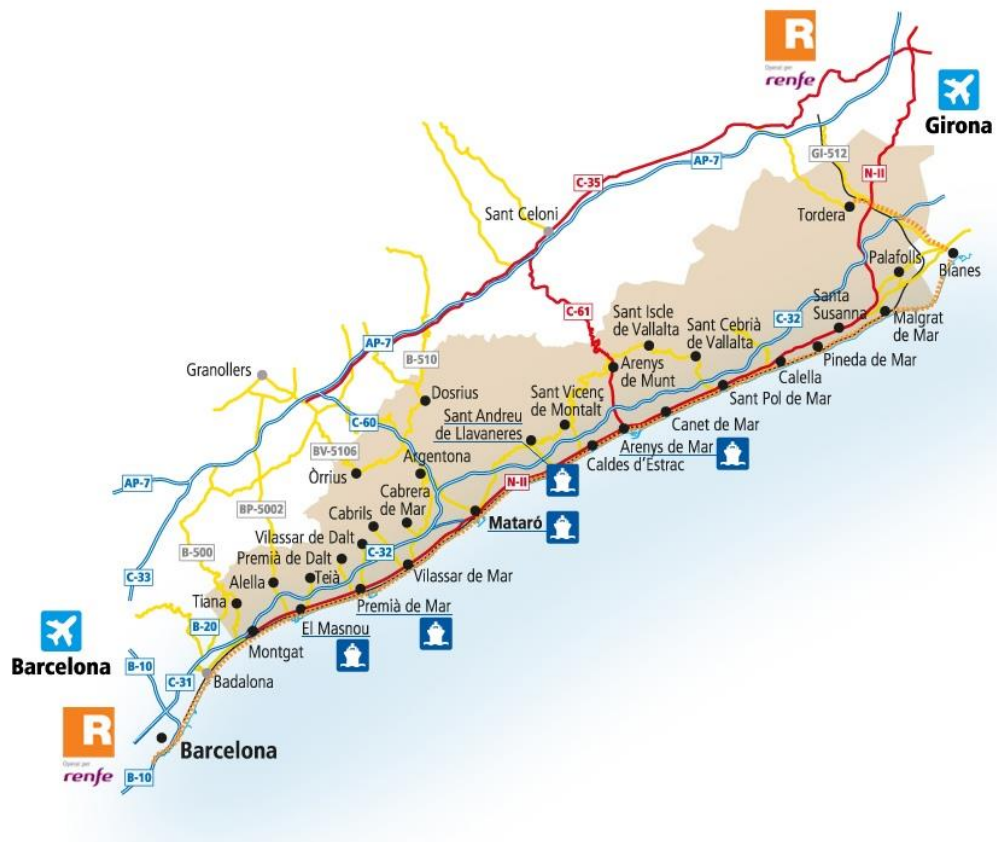 R
Operat per
renfe
Girona
GI-512
AP-7
N-II
C-35
Sant Celoni
Tordera
Palafolls
Blanes
Santa
Susanna
Malgrat
de Mar
C-32
C-61
Sant Iscle
de Vallalta
Sant Cebrià
de Vallalta
Pineda de Mar
AP-7
B-510
Granollers
Arenys
de Munt
Calella
Sant Pol de Mar
Dosrius
Sant Vicenç
de Montalt
Sant Andreu
de Llavaneres
Canet de Mar
C-60
Arenys de Mar
BV-5106
Argentona
Caldes d'Estrac
Òrrius
N-II
AP-7
Cabrera
de Mar
BP-5002
Cabrils
Mataró
Vilassar de Dalt
B-500
C-32
Premià de Dalt
Teià
Vilassar de Mar
C-33
Alella
Tiana
Premià de Mar
B-20
El Masnou
Montgat
Barcelona
B-10
C-31
Badalona
R
Operat per
renfe
Barcelona
B-10